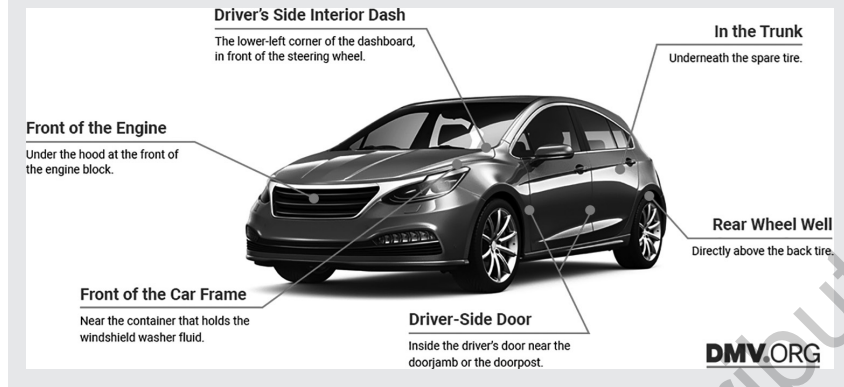 Driver's Side Interior Dash
The lower-left corner of the dashboard,
in front of the steering wheel.
In the Trunk
Underneath the spare tire.
Front of the Engine
Under the hood at the front of
the engine block.
Rear Wheel Well
Directly above the back tire.
Front of the Car Frame
Near the container that holds the
windshield washer fluid.
Driver-Side Door
Inside the driver's door near the
doorjamb or the doorpost.
DMV.ORG